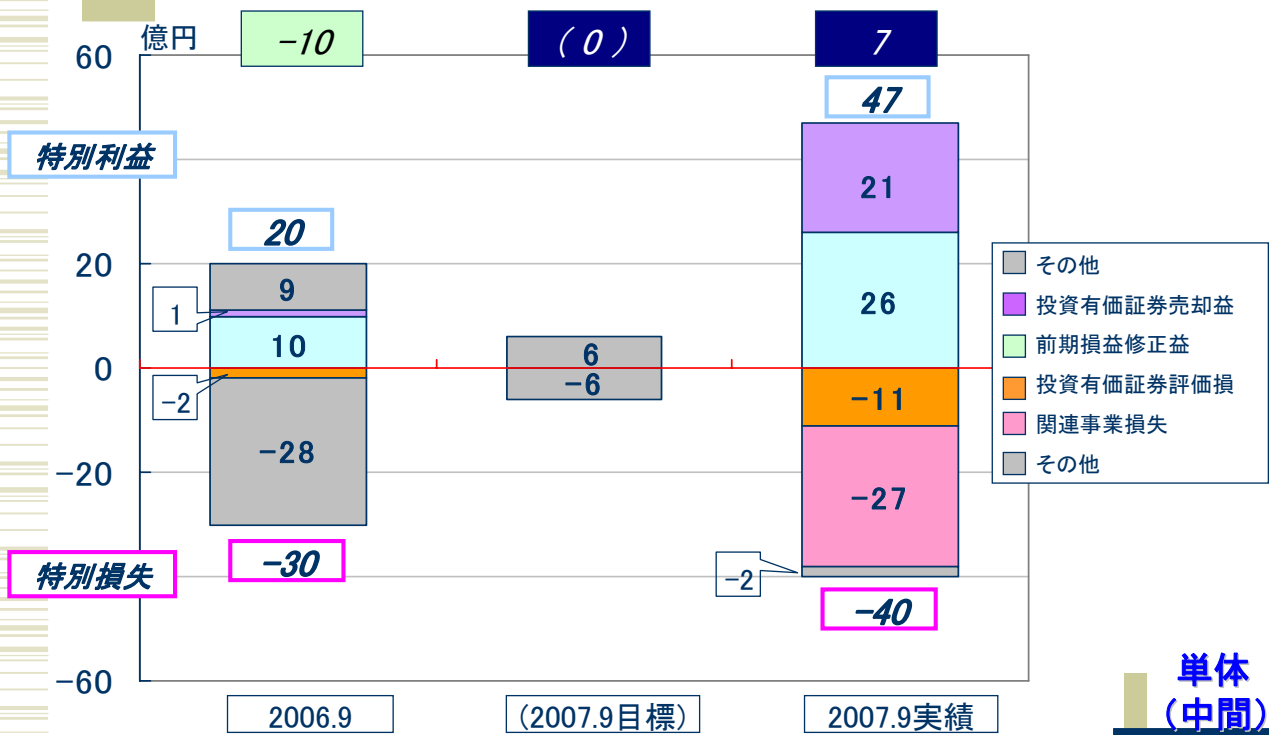 億円
−10
( 0 )
7
60
47
特別利益
21
20
20
9
1
26
10
0
6
−2
−6
−11
−28
−20
−27
−2
特別損失
−30
−40
−60
その他
投資有価証券売却益
前期損益修正益
投資有価証券評価損
関連事業損失
その他
2006.9
(2007.9目標)
2007.9実績
単体
(中間)